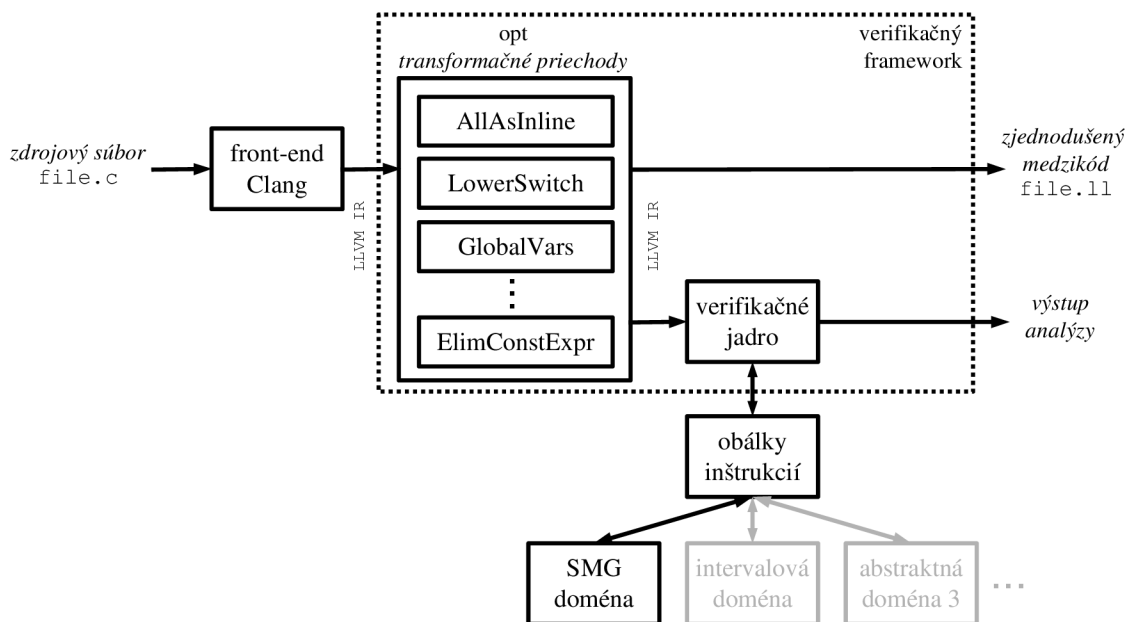 opt
transformačné priechody
verifikačný
framework
AllAsInline
zdrojový súbor
file.c
front-end
Clang
LLVM IR
LowerSwitch
zjednodušený
medzikód
file.ll
GlobalVars
LLVM IR
⋮
ElimConstExpr
verifikačné
jadro
výstup
analýzy
obálky
inštrukcií
SMG
doména
intervalová
doména
abstraktná
doména 3
...